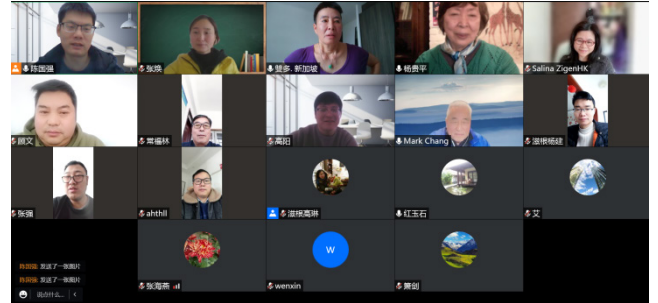 陈国强
张焕
雙多. 新加坡
杨贵平
Salina ZigenHK
顾文
常福林
高阳
Mark Chang
滋根杨建
张强
ahthll
滋根高琳
红玉石
艾
陈国强: 发送了一张图片
陈国强: 发送了一张图片
说点什么...
张海燕
W
wenxin
箫剑